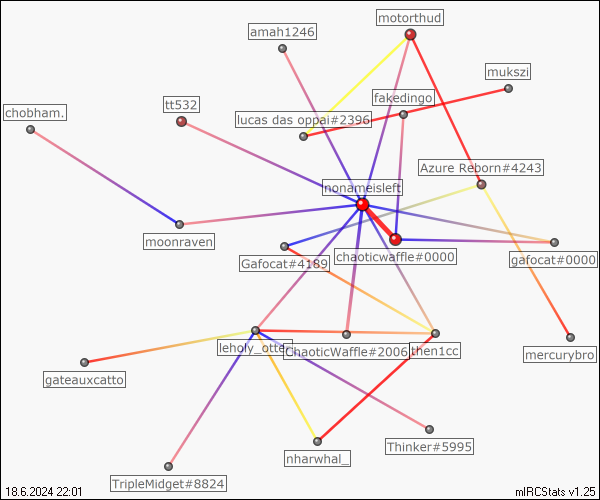 motorthud
amah1246
mukszi
fakedingo
tt532
chobham.
lucas das oppai#2396
Azure Reborn#4243
nonameisleft
moonraven
chaoticwaffle#0000
gafocat#0000
Gafocat#4189
leholy_otte
ChaoticWaffle#2006
then1cc
mercurybro
gateauxcatto
Thinker#5995
nharwhal_
TripleMidget#8824
18.6.2024 22:01
mIRCStats v1.25